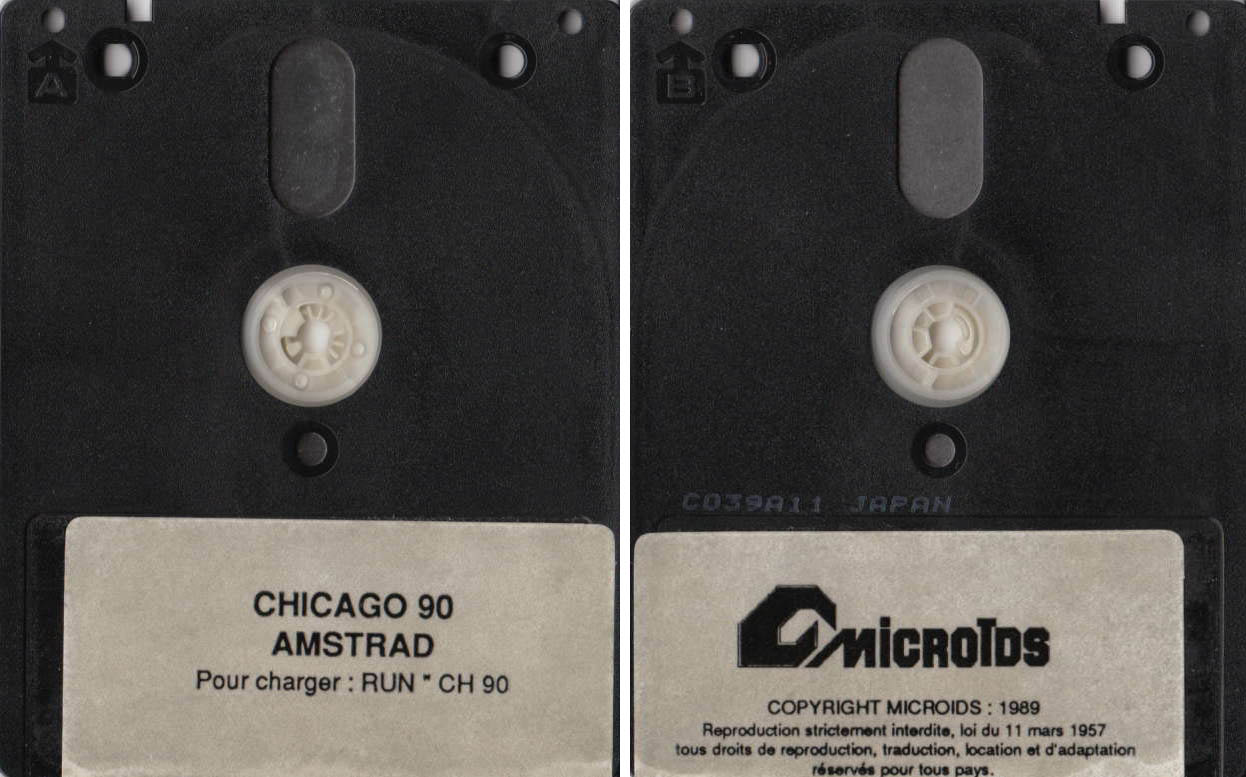 A
CHICAGO 90
AMSTRAD
Pour charger : RUN " CH 90
B
C039A11 JAPAN
MICROIDS
COPYRIGHT MICROIDS : 1989
Reproduction strictement interdite, loi du 11 mars 1957
tous droits de reproduction, traduction, location et d'adaptation
réservés pour tous pays.